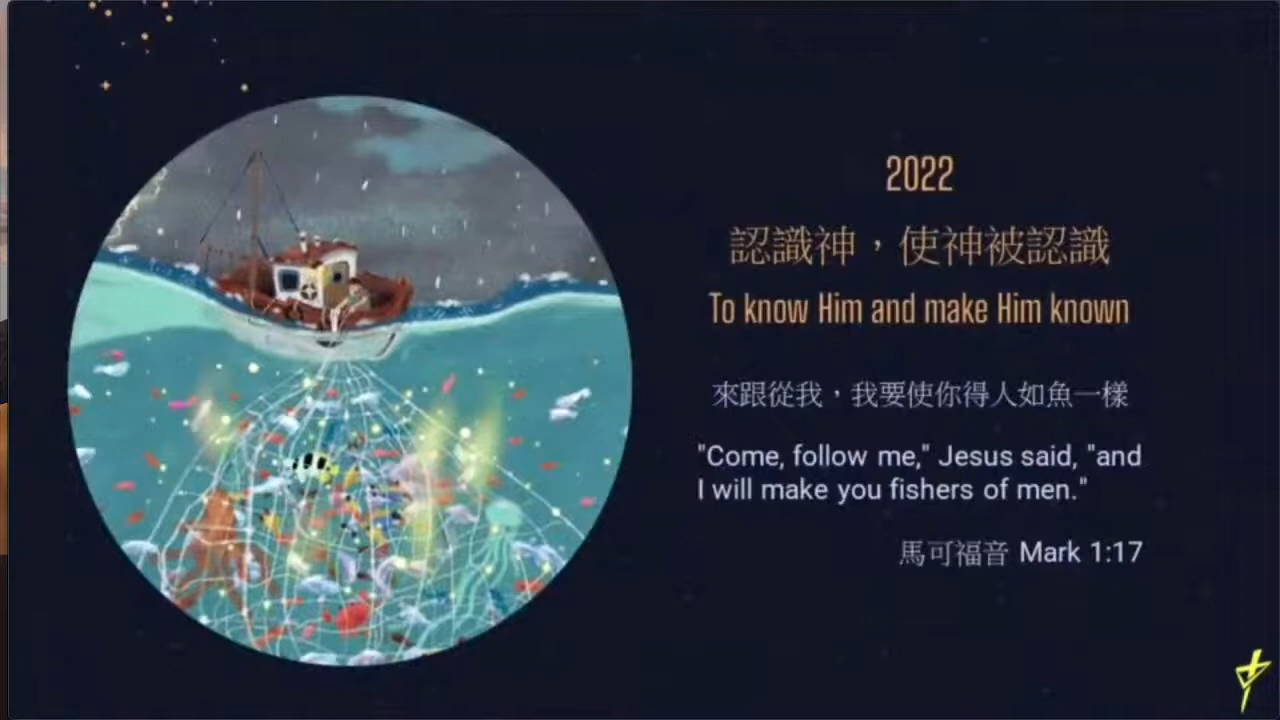 2022
認識神，使神被認識
To know Him and make Him known
來跟從我，我要使你得人如魚一樣
"Come, follow me," Jesus said, "and
I will make you fishers of men."
馬可福音 Mark 1:17